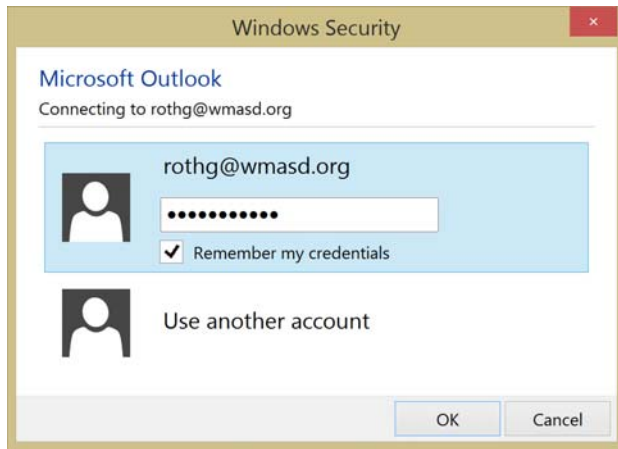 Windows Security
Microsoft Outlook
Connecting to rothg@wmasd.org
rothg@wmasd.org
●●●●●●●●●●●
Remember my credentials
Use another account
OK
Cancel